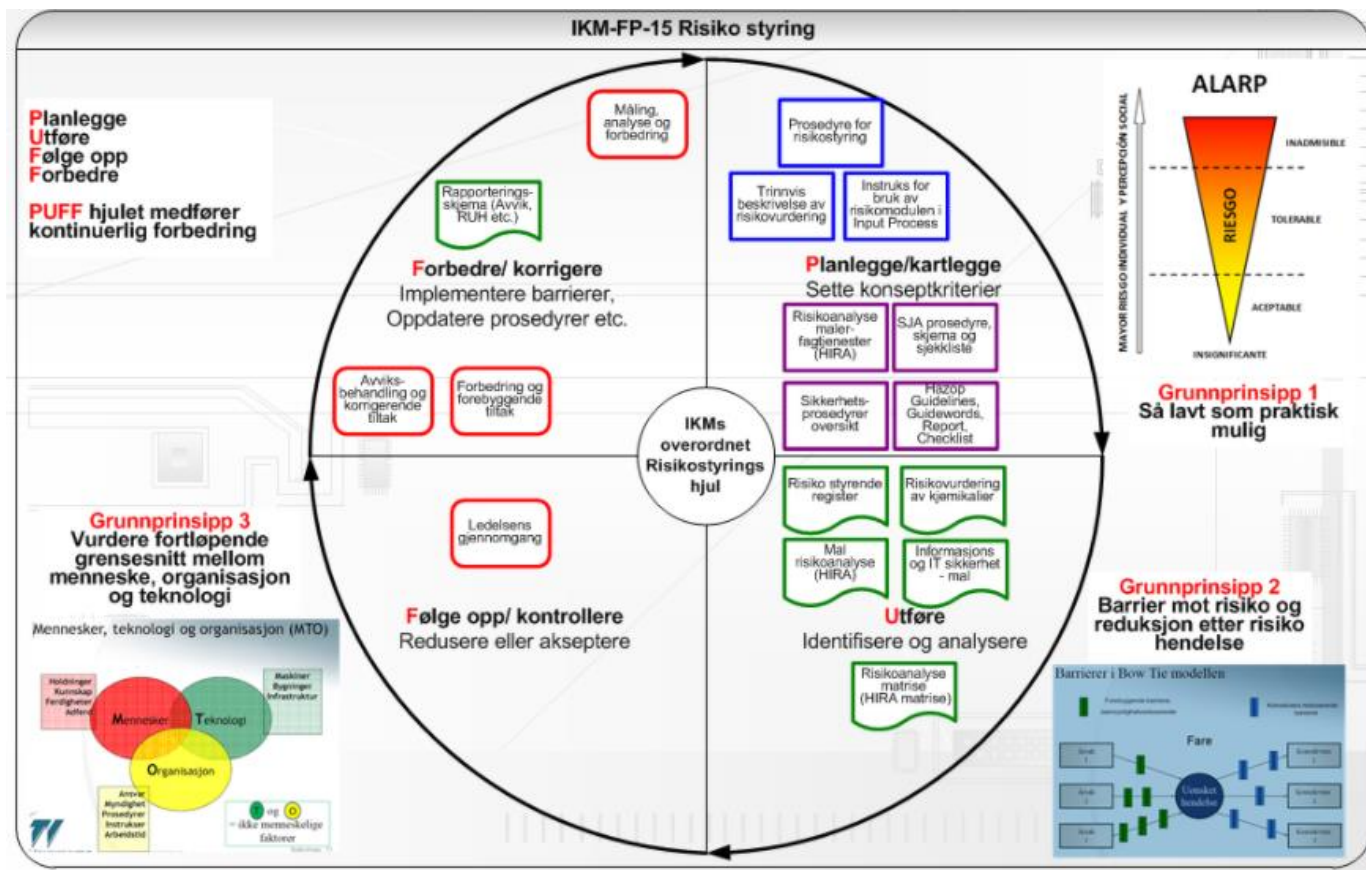 IKM-FP-15 Risiko styring
Planlegge
Utføre
Følge opp
Forbedre
PUFF hjulet medfører
kontinuerlig forbedring
Måling,
analyse og
forbedring
Rapporterings-
skjema (Avvik,
RUH etc.)
Forbedre/ korrigere
Implementere barrierer,
Oppdatere prosedyrer etc.
Avviks-
behandling og
korrigerende
tiltak
Forbedring og
forebyggende
tiltak
Prosedyre for
risikostyring
Trinnvis
beskrivelse av
risikovurdering
Instruks for
bruk av
risikomodulen i
Input Process
Planlegge/kartlegge
Sette konseptkriterier
Risikoanalyse
maler-
fagtjenester
(HIRA)
SJA prosedyre,
skjema og
sjekkliste
Sikkerhets-
prosedyrer
oversikt
Hazop
Guidelines,
Guidewords,
Report,
Checklist
IKMs
overordnet
Risikostyrings
hjul
ALARP
MAYOR RIESGO INDIVIDUAL Y PERCEPCIÓN SOCIAL
RIESGO
INADMISIBLE
TOLERABLE
ACEPTABLE
INSIGNIFICANTE
Grunnprinsipp 1
Så lavt som praktisk
mulig
Risiko styrende
register
Risikovurdering
av kjemikalier
Mal
risikoanalyse
(HIRA)
Informasjons
og IT sikkerhet
- mal
Utføre
Identifisere og analysere
Risikoanalyse
matrise
(HIRA matrise)
Ledelsens
gjennomgang
Følge opp/ kontrollere
Redusere eller akseptere
Grunnprinsipp 3
Vurdere fortløpende
grensesnitt mellom
menneske, organisasjon
og teknologi
Mennesker, teknologi og organisasjon (MTO)
Holdninger
Kunnskap
Ferdigheter
Adferd
Maskiner
Bygninger
Infrastruktur
Mennesker
Teknologi
Organisasjon
Ansvar
Myndighet
Prosedyrer
Instrukser
Arbeidstid
T og O
= ikke menneskelige
faktorer
Grunnprinsipp 2
Barrier mot risiko og
reduksjon etter risiko
hendelse
Barrierer i Bow Tie modellen
Fare
Uønsket
hendelse